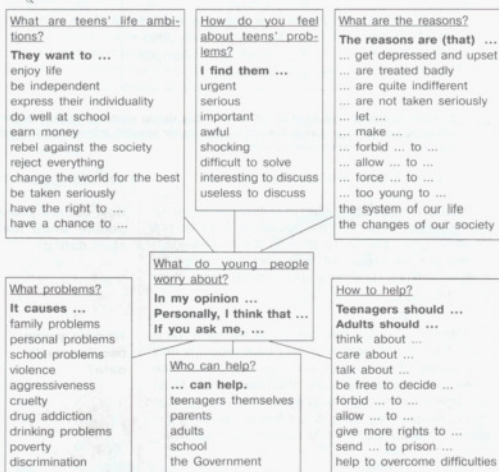 What are teens' life ambi-
tions?
They want to ...
enjoy life
be independent
express their individuality
do well at school
earn money
rebel against the society
reject everything
change the world for the best
be taken seriously
have the right to ...
have a chance to ...
How do you feel
about teens' prob-
lems?
I find them ...
urgent
serious
important
awful
shocking
difficult to solve
interesting to discuss
useless to discuss
What are the reasons?
The reasons are (that) ...
... get depressed and upset
... are treated badly
... are quite indifferent
... are not taken seriously
... let ...
... make ...
... forbid ... to ...
... allow ... to ...
... force ... to ...
... too young to ...
the system of our life
the changes of our society
What do young people
worry about?
In my opinion ...
Personally, I think that ...
If you ask me, ...
What problems?
It causes ...
family problems
personal problems
school problems
violence
aggressiveness
cruelty
drug addiction
drinking problems
poverty
discrimination
Who can help?
... can help.
teenagers themselves
parents
adults
school
the Government
How to help?
Teenagers should ...
Adults should ...
think about ...
care about ...
talk about ...
be free to decide ...
forbid ... to ...
allow ... to ...
give more rights to ...
send ... to prison ...
help to overcome difficulties